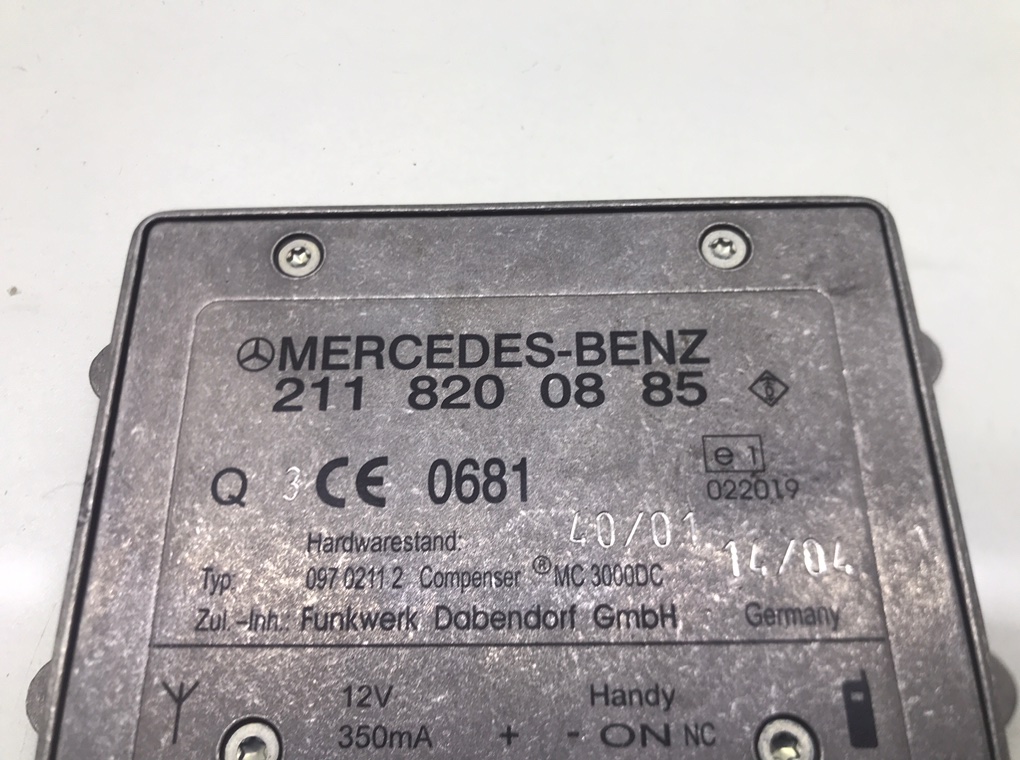 MERCEDES-BENZ
211 820 08 85
Q 3 CE 0681 e 1
022019
Hardwarestand: 40/01 14/04
Typ: 097 0211 2 Compenser ® MC 3000DC
Zul.-Inh.: Funkwerk Dabendorf GmbH Germany
12V Handy
350mA + - ON NC